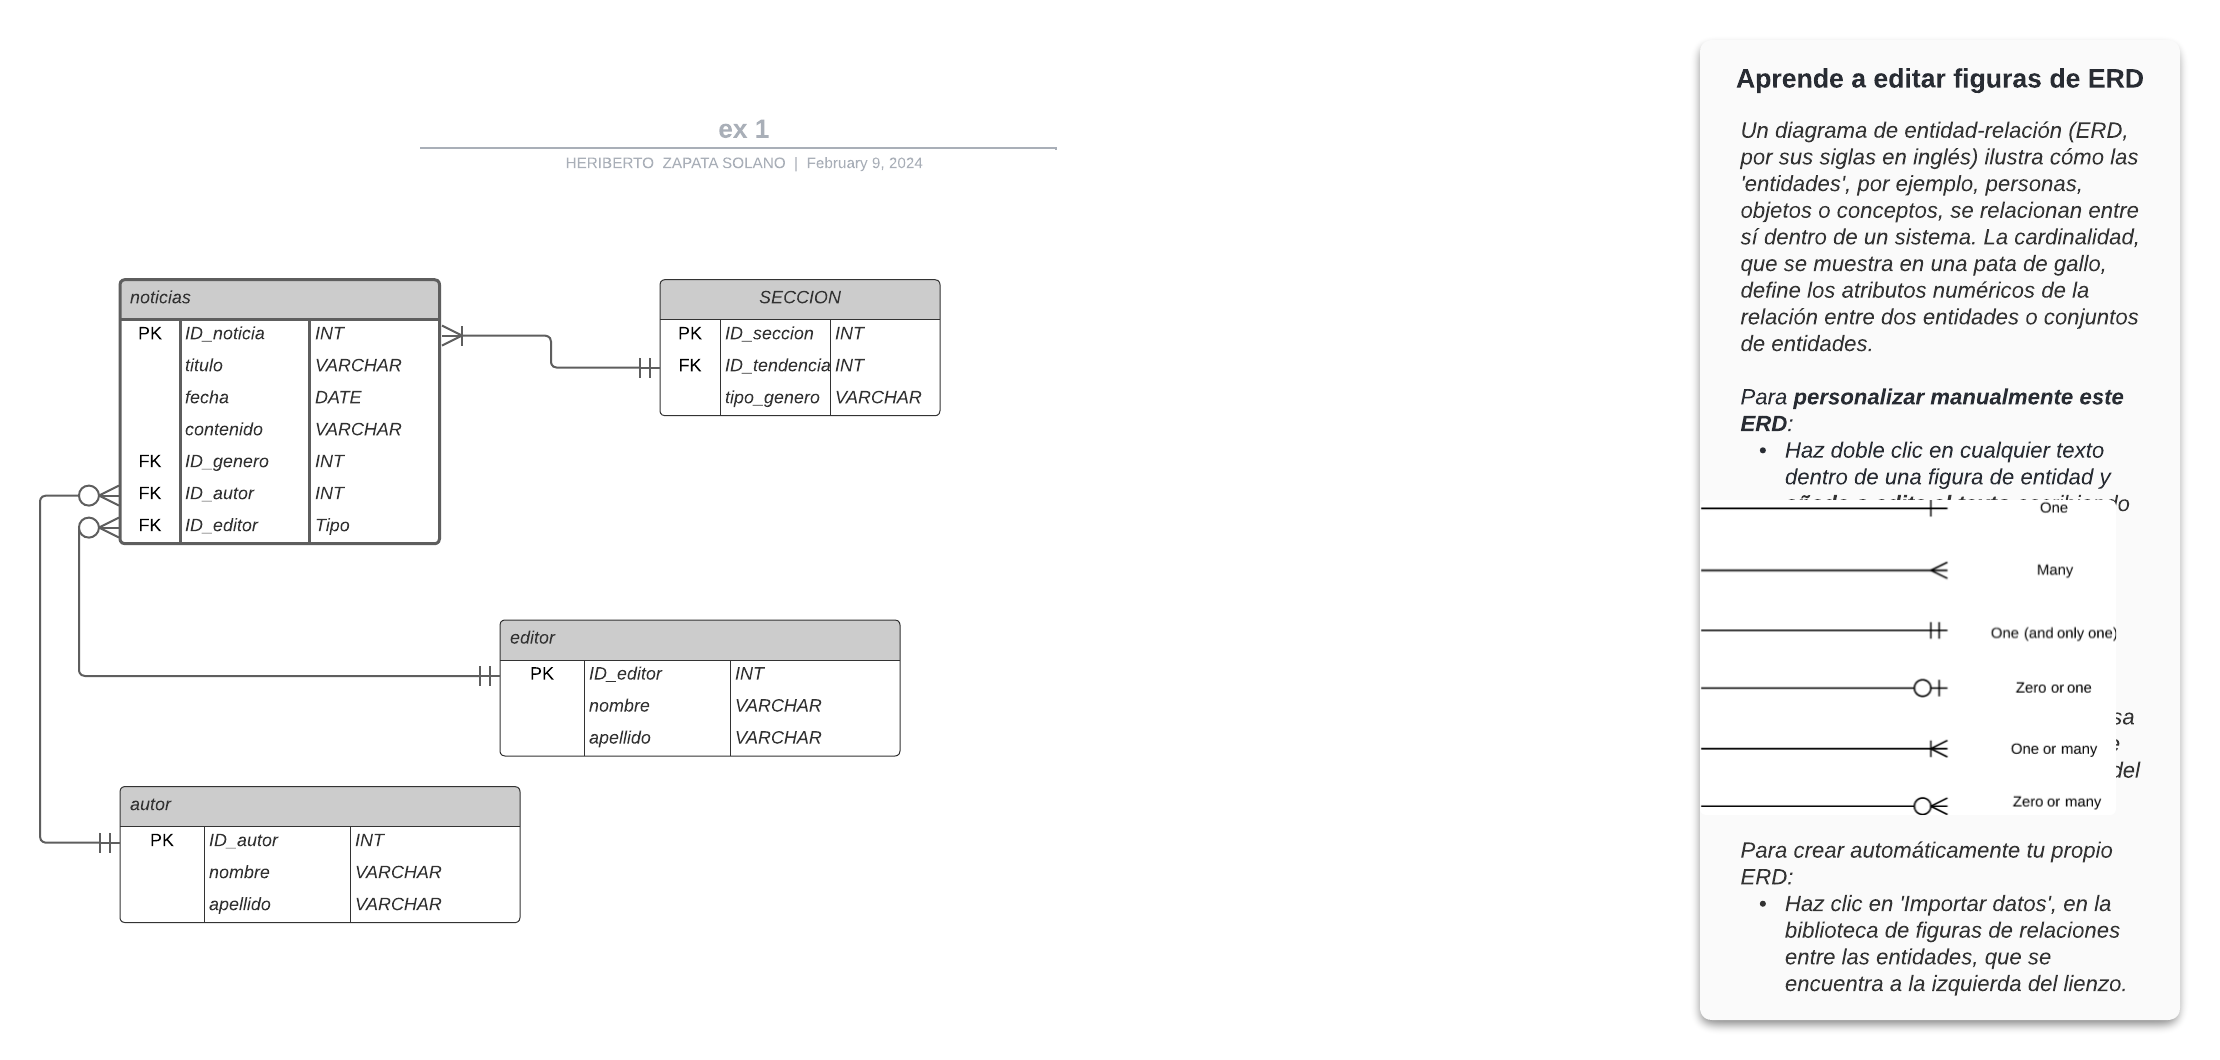 ex 1
HERIBERTO ZAPATA SOLANO | February 9, 2024
noticias
PK ID_noticia INT
titulo VARCHAR
fecha DATE
contenido VARCHAR
FK ID_genero INT
FK ID_autor INT
FK ID_editor Tipo
SECCION
PK ID_seccion INT
FK ID_tendencia INT
tipo_genero VARCHAR
editor
PK ID_editor INT
nombre VARCHAR
apellido VARCHAR
autor
PK ID_autor INT
nombre VARCHAR
apellido VARCHAR
Aprende a editar figuras de ERD
Un diagrama de entidad-relación (ERD,
por sus siglas en inglés) ilustra cómo las
'entidades', por ejemplo, personas,
objetos o conceptos, se relacionan entre
sí dentro de un sistema. La cardinalidad,
que se muestra en una pata de gallo,
define los atributos numéricos de la
relación entre dos entidades o conjuntos
de entidades.
Para personalizar manualmente este
ERD:
• Haz doble clic en cualquier texto
dentro de una figura de entidad y
One
Many
One (and only one)
Zero or one
One or many
Zero or many
del
Para crear automáticamente tu propio
ERD:
• Haz clic en 'Importar datos', en la
biblioteca de figuras de relaciones
entre las entidades, que se
encuentra a la izquierda del lienzo.